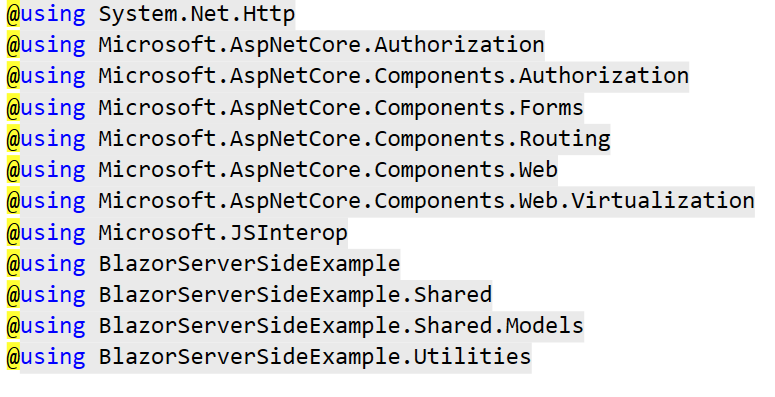 @using System.Net.Http
@using Microsoft.AspNetCore.Authorization
@using Microsoft.AspNetCore.Components.Authorization
@using Microsoft.AspNetCore.Components.Forms
@using Microsoft.AspNetCore.Components.Routing
@using Microsoft.AspNetCore.Components.Web
@using Microsoft.AspNetCore.Components.Web.Virtualization
@using Microsoft.JSInterop
@using BlazorServerSideExample
@using BlazorServerSideExample.Shared
@using BlazorServerSideExample.Shared.Models
@using BlazorServerSideExample.Utilities